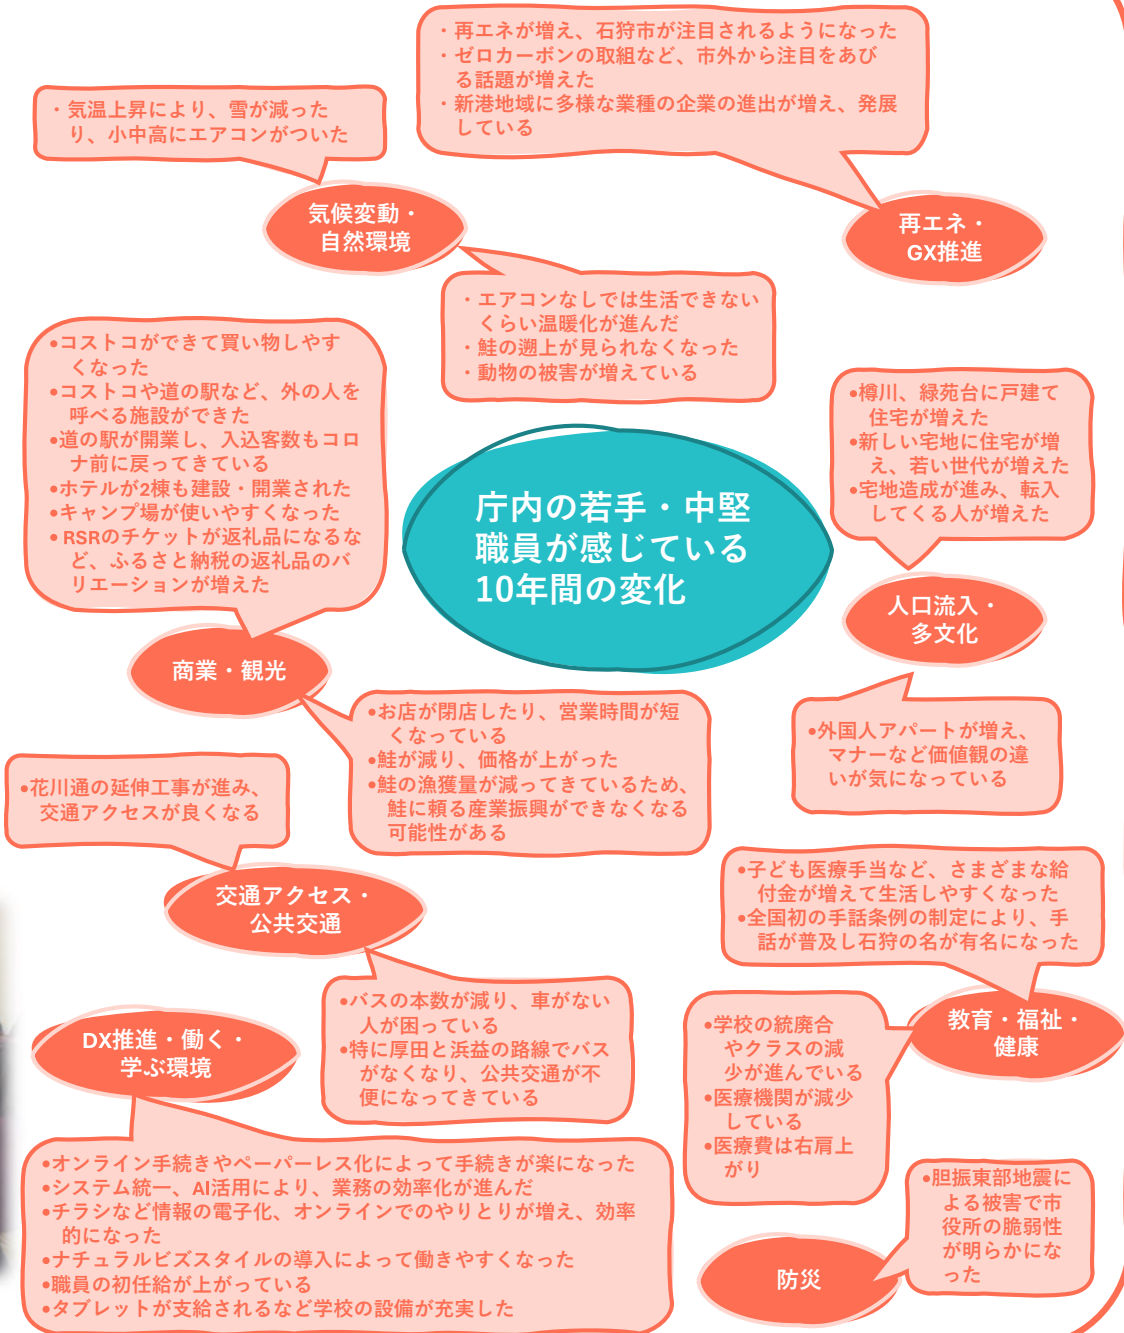 ・再エネが増え、石狩市が注目されるようになった
・ゼロカーボンの取組など、市外から注目をあび
る話題が増えた
・新港地域に多様な業種の企業の進出が増え、発展
している
・気温上昇により、雪が減った
り、小中高にエアコンがついた
気候変動・
自然環境
再エネ・
GX推進
・エアコンなしでは生活できない
くらい温暖化が進んだ
・鮭の遡上が見られなくなった
・動物の被害が増えている
•コストコができて買い物しやす
くなった
•コストコや道の駅など、外の人を
呼べる施設ができた
•道の駅が開業し、入込客数もコロ
ナ前に戻ってきている
•ホテルが2棟も建設・開業された
•キャンプ場が使いやすくなった
•RSRのチケットが返礼品になるな
ど、ふるさと納税の返礼品のバ
リエーションが増えた
•樽川、緑苑台に戸建て
住宅が増えた
•新しい宅地に住宅が増
え、若い世代が増えた
•宅地造成が進み、転入
してくる人が増えた
庁内の若手・中堅
職員が感じている
10年間の変化
人口流入・
多文化
商業・観光
•お店が閉店したり、営業時間が短
くなっている
•鮭が減り、価格が上がった
•鮭の漁獲量が減ってきているため、
鮭に頼る産業振興ができなくなる
可能性がある
•外国人アパートが増え、
マナーなど価値観の違
いが気になっている
•花川通の延伸工事が進み、
交通アクセスが良くなる
交通アクセス・
公共交通
•子ども医療手当など、さまざまな給
付金が増えて生活しやすくなった
•全国初の手話条例の制定により、手
話が普及し石狩の名が有名になった
•バスの本数が減り、車がない
人が困っている
•特に厚田と浜益の路線でバス
がなくなり、公共交通が不
便になってきている
教育・福祉・
健康
•学校の統廃合
やクラスの減
少が進んでいる
•医療機関が減少
している
•医療費は右肩上
がり
DX推進・働く・
学ぶ環境
•オンライン手続きやペーパーレス化によって手続きが楽になった
•システム統一、AI活用により、業務の効率化が進んだ
•チラシなど情報の電子化、オンラインでのやりとりが増え、効率
的になった
•ナチュラルビズスタイルの導入によって働きやすくなった
•職員の初任給が上がっている
•タブレットが支給されるなど学校の設備が充実した
•胆振東部地震に
よる被害で市
役所の脆弱性
が明らかにな
った
防災